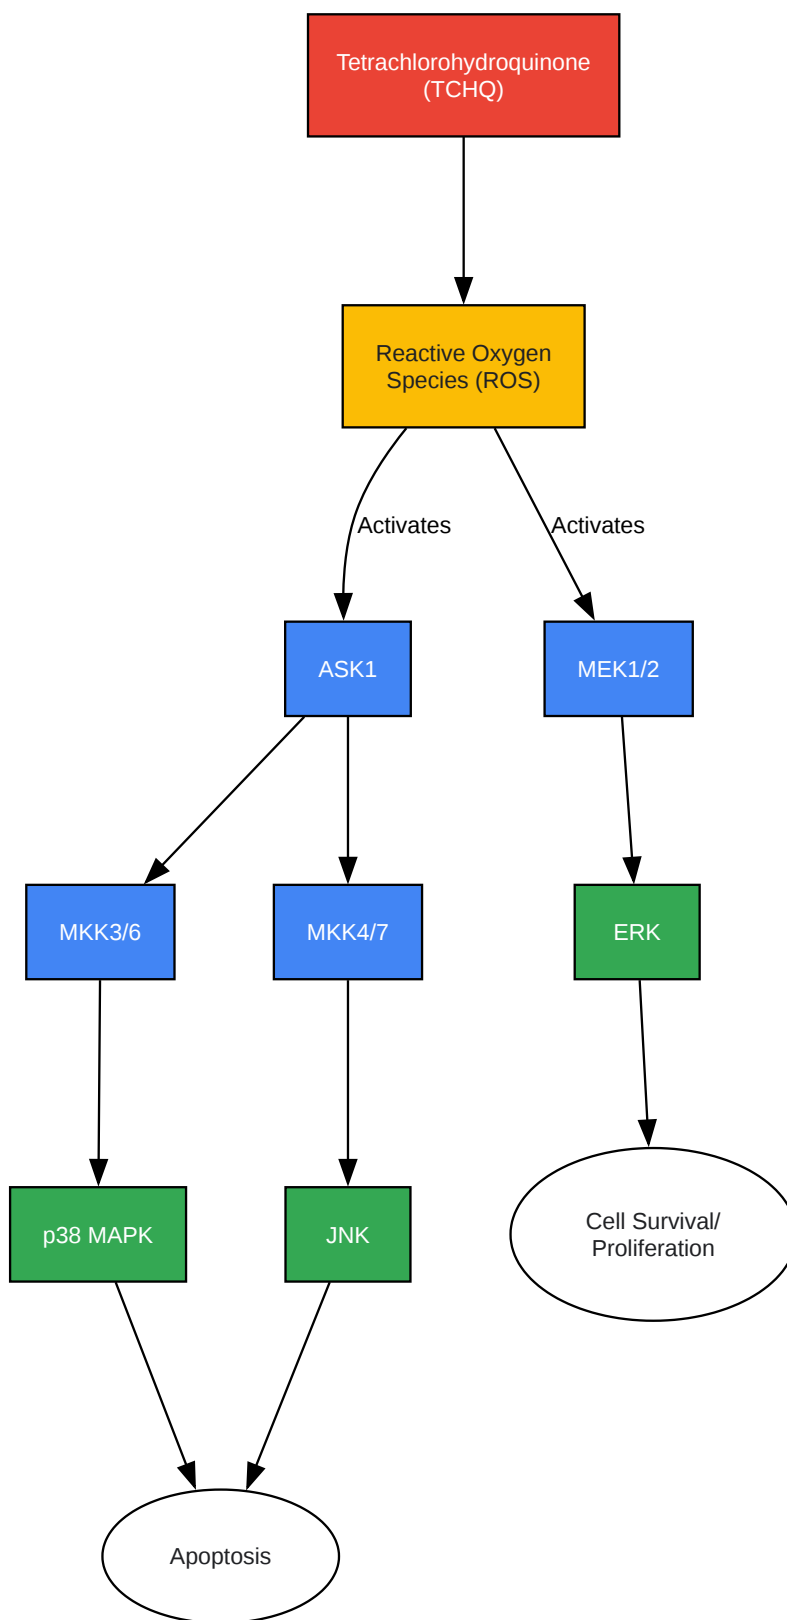 Tetrachlorohydroquinone
(TCHQ)
Reactive Oxygen
Species (ROS)
Activates
Activates
ASK1
MEK1/2
MKK3/6
MKK4/7
ERK
p38 MAPK
JNK
Cell Survival/
Proliferation
Apoptosis